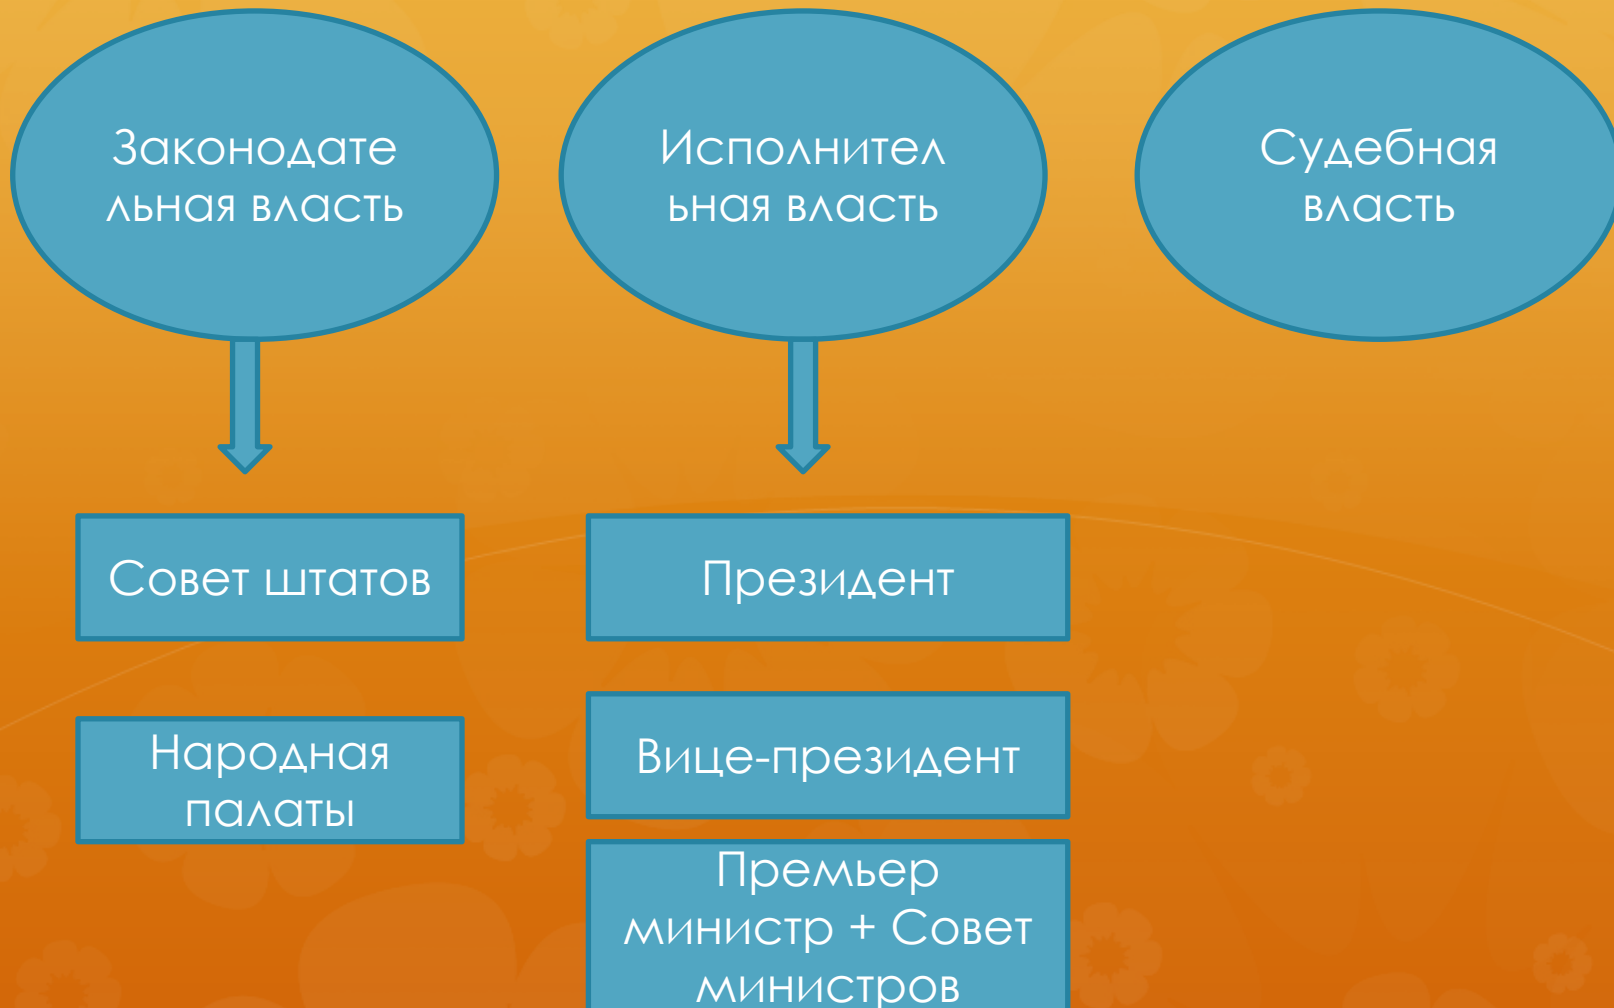 Законодате
льная власть
Исполнител
ьная власть
Судебная
власть
Совет штатов
Президент
Народная
палаты
Вице-президент
Премьер
министр + Совет
министров